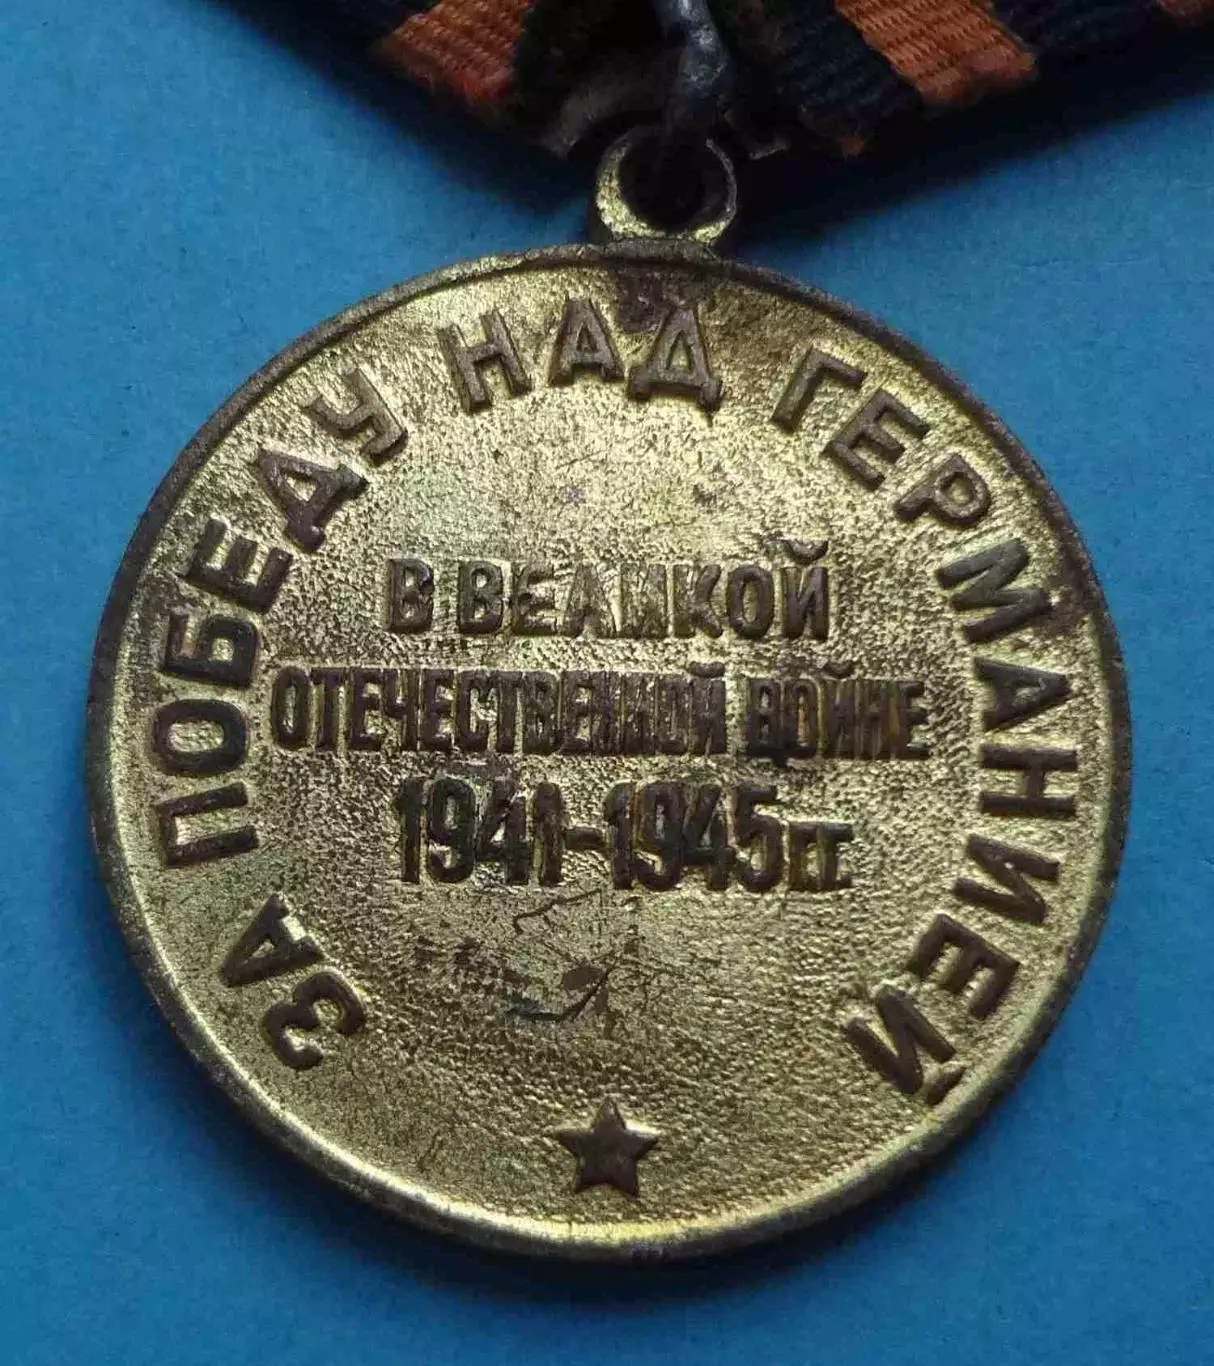 ЗА ПОБЕДУ НАД ГЕРМАНИЕЙ
В ВЕЛИКОЙ
ОТЕЧЕСТВЕННОЙ ВОЙНЕ
1941-1945 ГГ.